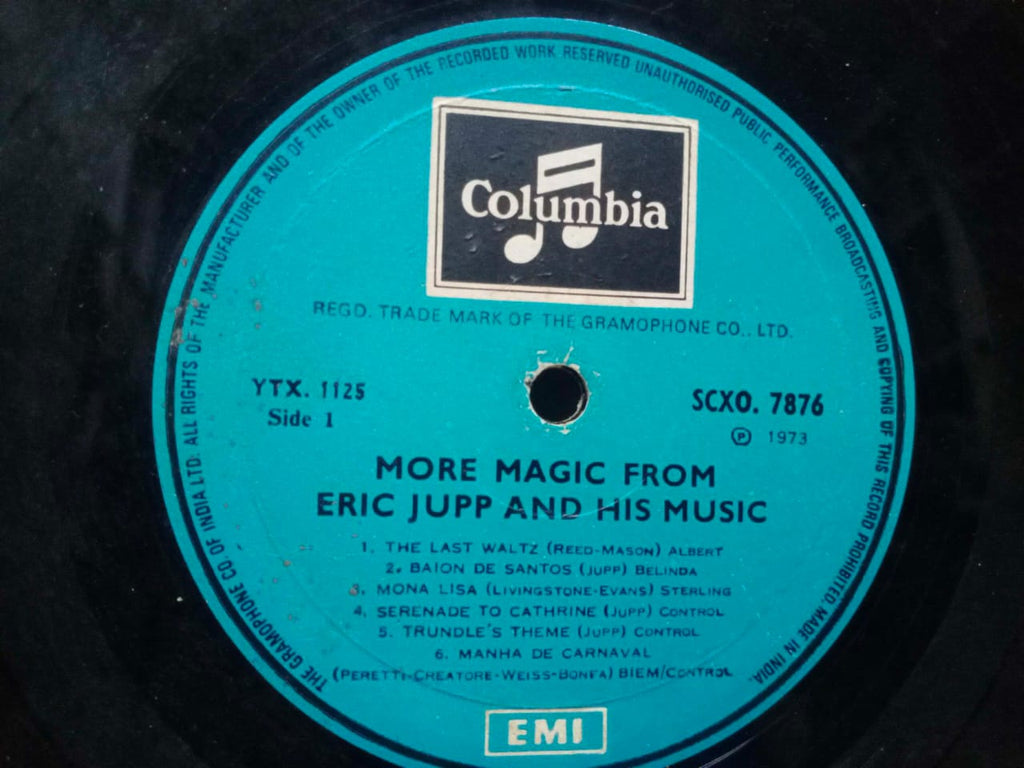 THE GRAMOPHONE CO. OF INDIA LTD: ALL RIGHTS OF THE MANUFACTURER AND OF THE OWNER OF THE RECORDED WORK RESERVED UNAUTHORISED PUBLIC PERFORMANCE BROADCASTING AND COPYING OF THIS RECORD PROHIBITED. MADE IN INDIA.
Columbia
REGD. TRADE MARK OF THE GRAMOPHONE CO., LTD.
YTX. 1125
Side 1
SCXO. 7876
℗ 1973
MORE MAGIC FROM
ERIC JUPP AND HIS MUSIC
1. THE LAST WALTZ (REED-MASON) ALBERT
2. BAION DE SANTOS (JUPP) BELINDA
3. MONA LISA (LIVINGSTONE-EVANS) STERLING
4. SERENADE TO CATHRINE (JUPP) CONTROL
5. TRUNDLE'S THEME (JUPP) CONTROL
6. MANHA DE CARNAVAL
(PERETTI-CREATORE-WEISS-BONFA) BIEM/CONTROL
EMI